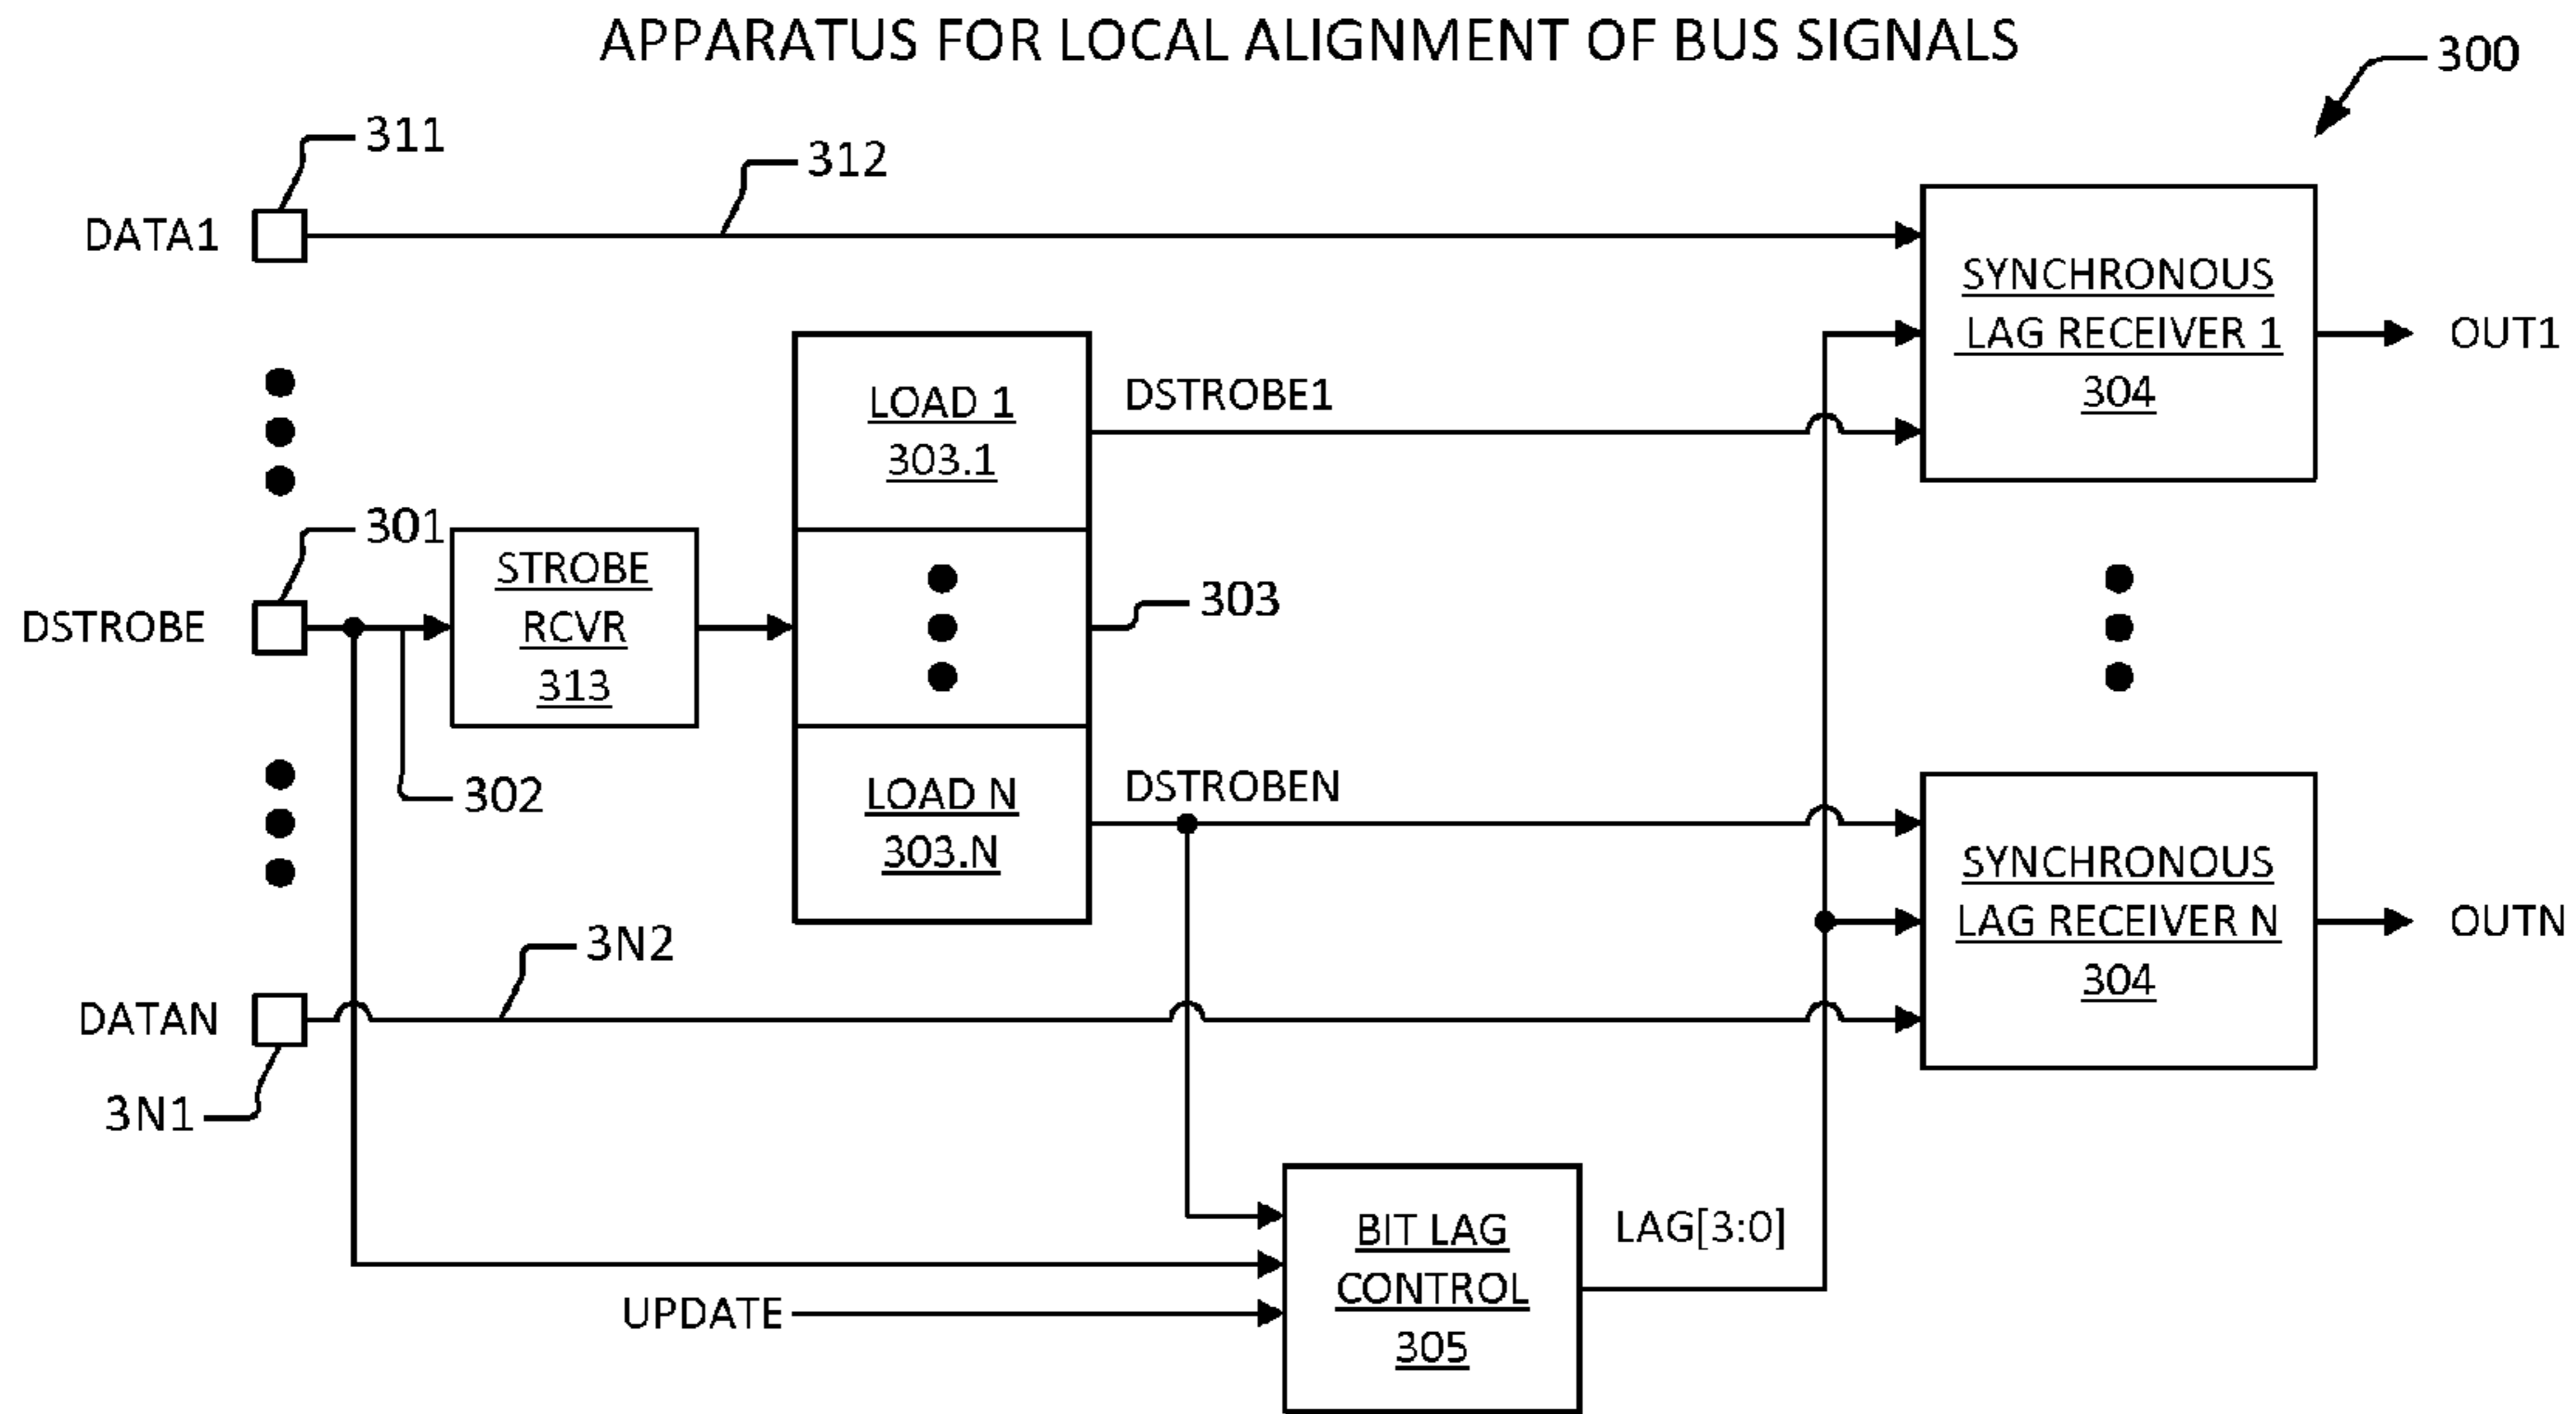 APPARATUS FOR LOCAL ALIGNMENT OF BUS SIGNALS
300
311
312
DATA1
SYNCHRONOUS
LAG RECEIVER 1
304
OUT1
LOAD 1
303.1
DSTROBE1
301
DSTROBE
STROBE
RCVR
313
303
302
LOAD N
303.N
DSTROBEN
SYNCHRONOUS
LAG RECEIVER N
304
OUTN
3N2
DATAN
3N1
BIT LAG
CONTROL
305
LAG[3:0]
UPDATE